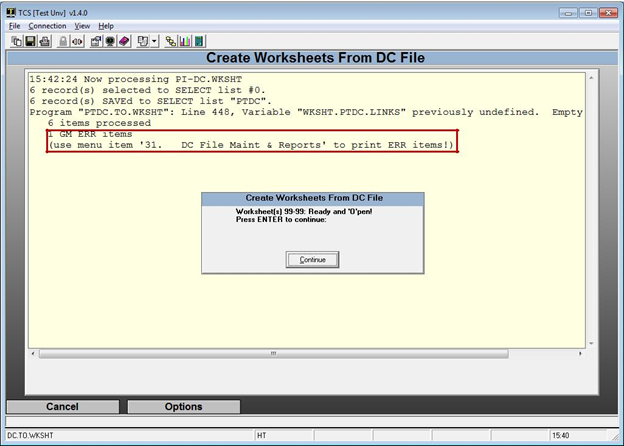 TCS [Test Unv] v1.4.0
File Connection View Help
Create Worksheets From DC File
15:42:24 Now processing PI-DC.WKSHT
6 record(s) selected to SELECT list #0.
6 record(s) SAVEd to SELECT list "PTDC".
Program "PTDC.TO.WKSHT": Line 448, Variable "WKSHT.PTDC.LINKS" previously undefined. Empty
6 items processed
1 GM ERR items
(use menu item '31. DC File Maint & Reports' to print ERR items!)
Create Worksheets From DC File
Worksheet(s) 99-99: Ready and 'O'pen!
Press ENTER to continue:
Continue
Cancel Options
DC.TO.WKSHT HT 15:40